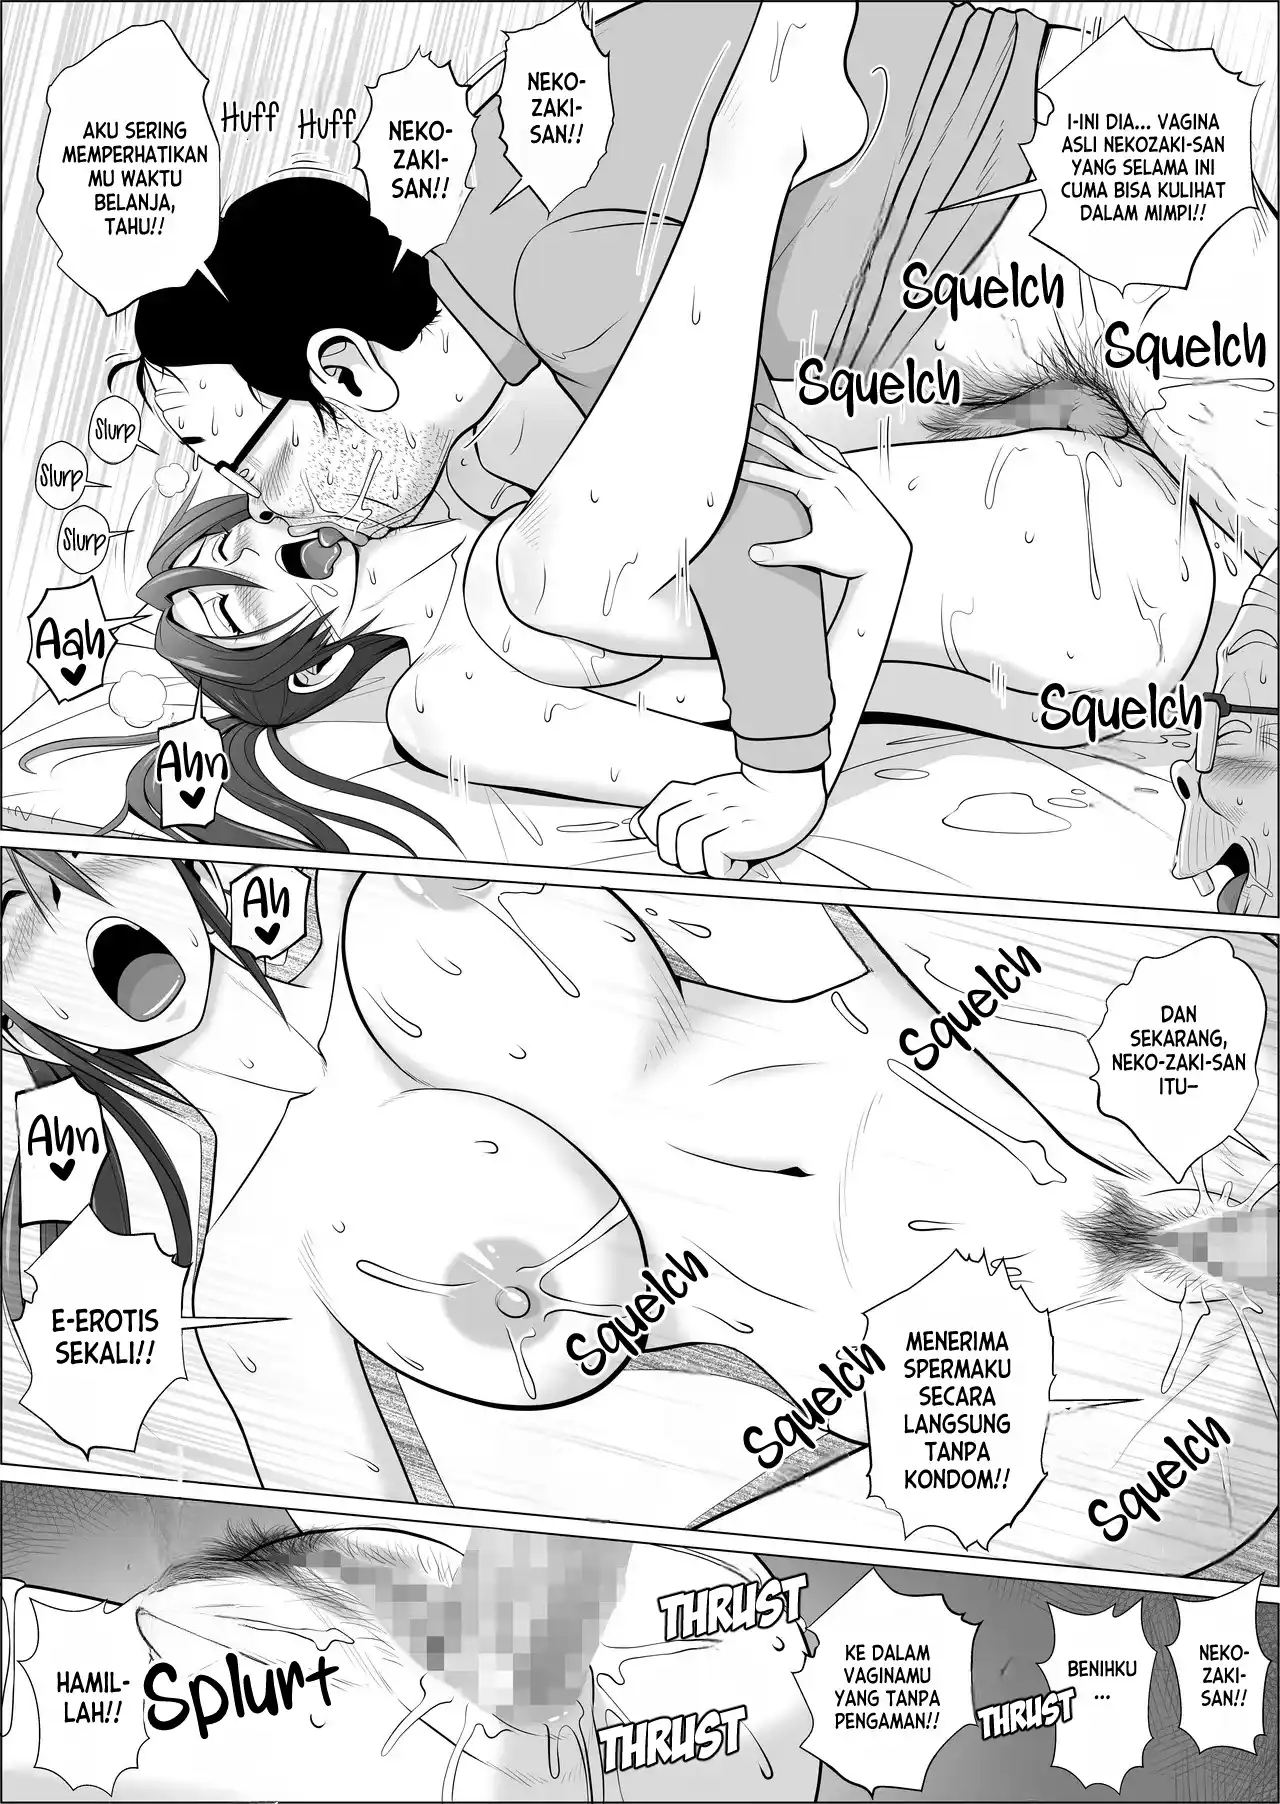 NEKO-
ZAKI-
SAN!!
I-INI DIA... VAGINA
ASLI NEKOZAKI-SAN
YANG SELAMA INI
CUMA BISA KULIHAT
DALAM MIMPI!!
NEKO-
ZAKI-
SAN!!
Huff
Huff
AKU SERING
MEMPERHATIKAN
MU WAKTU
BELANJA,
TAHU!!
Squelch
Squelch
Squelch
Slurp
Slurp
Slurp
Aah
Ahn
Squelch
Ah
Squelch
DAN
SEKARANG,
NEKO-ZAKI-SAN
ITU-
Ahn
E-EROTIS
SEKALI!!
Squelch
Squelch
MENERIMA
SPERMAKU
SECARA
LANGSUNG
TANPA
KONDOM!!
Squelch
NEKO-
ZAKI-
SAN!!
BENIHKU
...
THRUST
KE DALAM
VAGINAMU
YANG TANPA
PENGAMAN!!
THRUST
THRUST
Splurt
HAMIL-
LAH!!